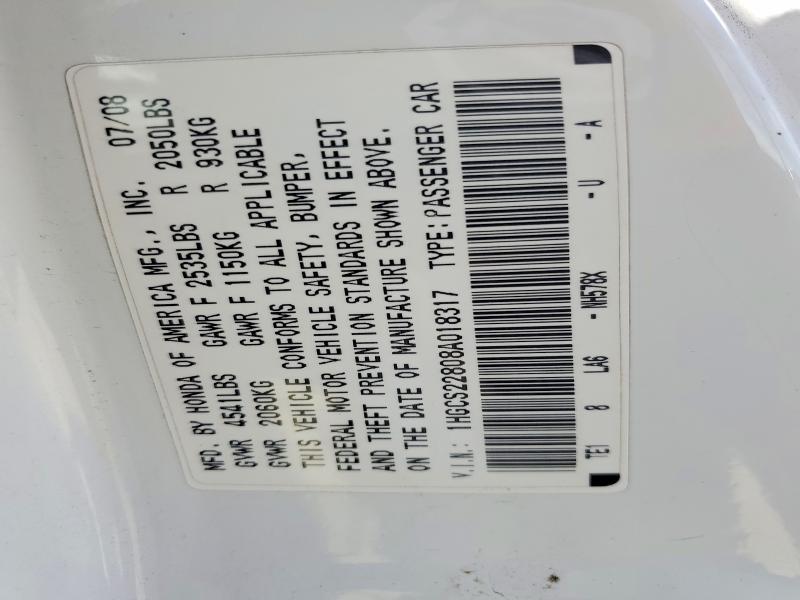 MFD. BY HONDA OF AMERICA MFG., INC. 07/08
GVWR 4541LBS GAWR F 2535LBS R 2050LBS
GVWR 2060KG GAWR F 1150KG R 930KG
THIS VEHICLE CONFORMS TO ALL APPLICABLE
FEDERAL MOTOR VEHICLE SAFETY, BUMPER,
AND THEFT PREVENTION STANDARDS IN EFFECT
ON THE DATE OF MANUFACTURE SHOWN ABOVE.
V.I.N.: 1HGCS22808A018317 TYPE:PASSENGER CAR
TE1 8 LA6 -NH578X -U -A